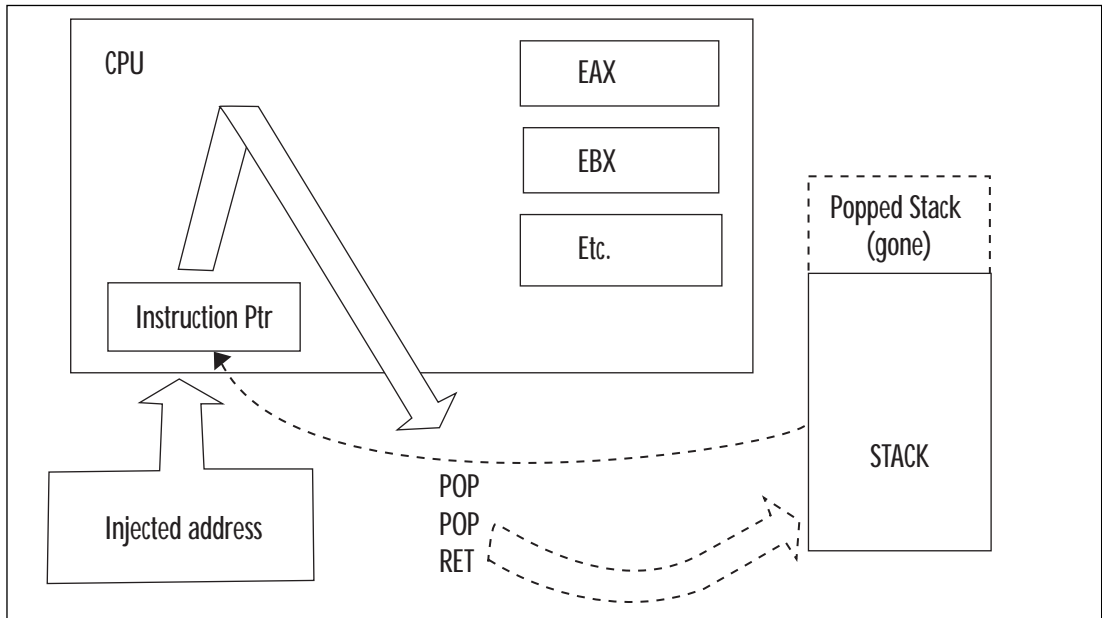 CPU
EAX
EBX
Etc.
Instruction Ptr
Popped Stack
(gone)
STACK
Injected address
POP
POP
RET